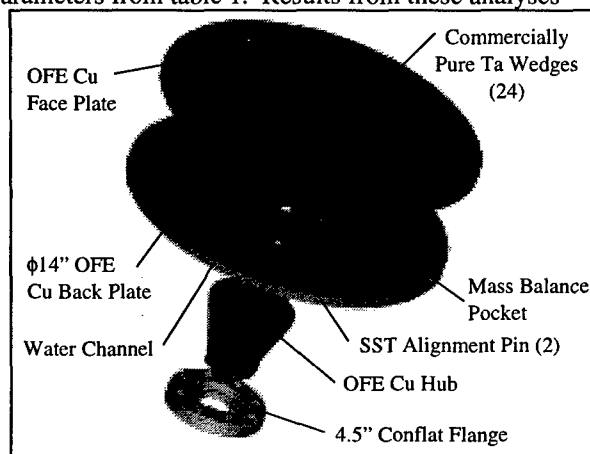 arameters from table 1. Results from these analyses
OFE Cu
Face Plate
Commercially
Pure Ta Wedges
(24)
ϕ14” OFE
Cu Back Plate
Mass Balance
Pocket
Water Channel
SST Alignment Pin (2)
OFE Cu Hub
4.5” Conflat Flange